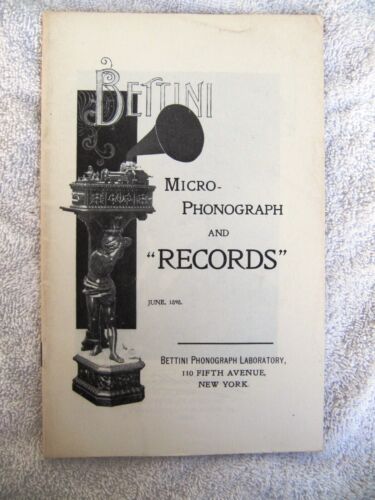 BETTINI
MICRO-
PHONOGRAPH
AND
"RECORDS"
JUNE, 1898.
BETTINI PHONOGRAPH LABORATORY,
110 FIFTH AVENUE,
NEW YORK.